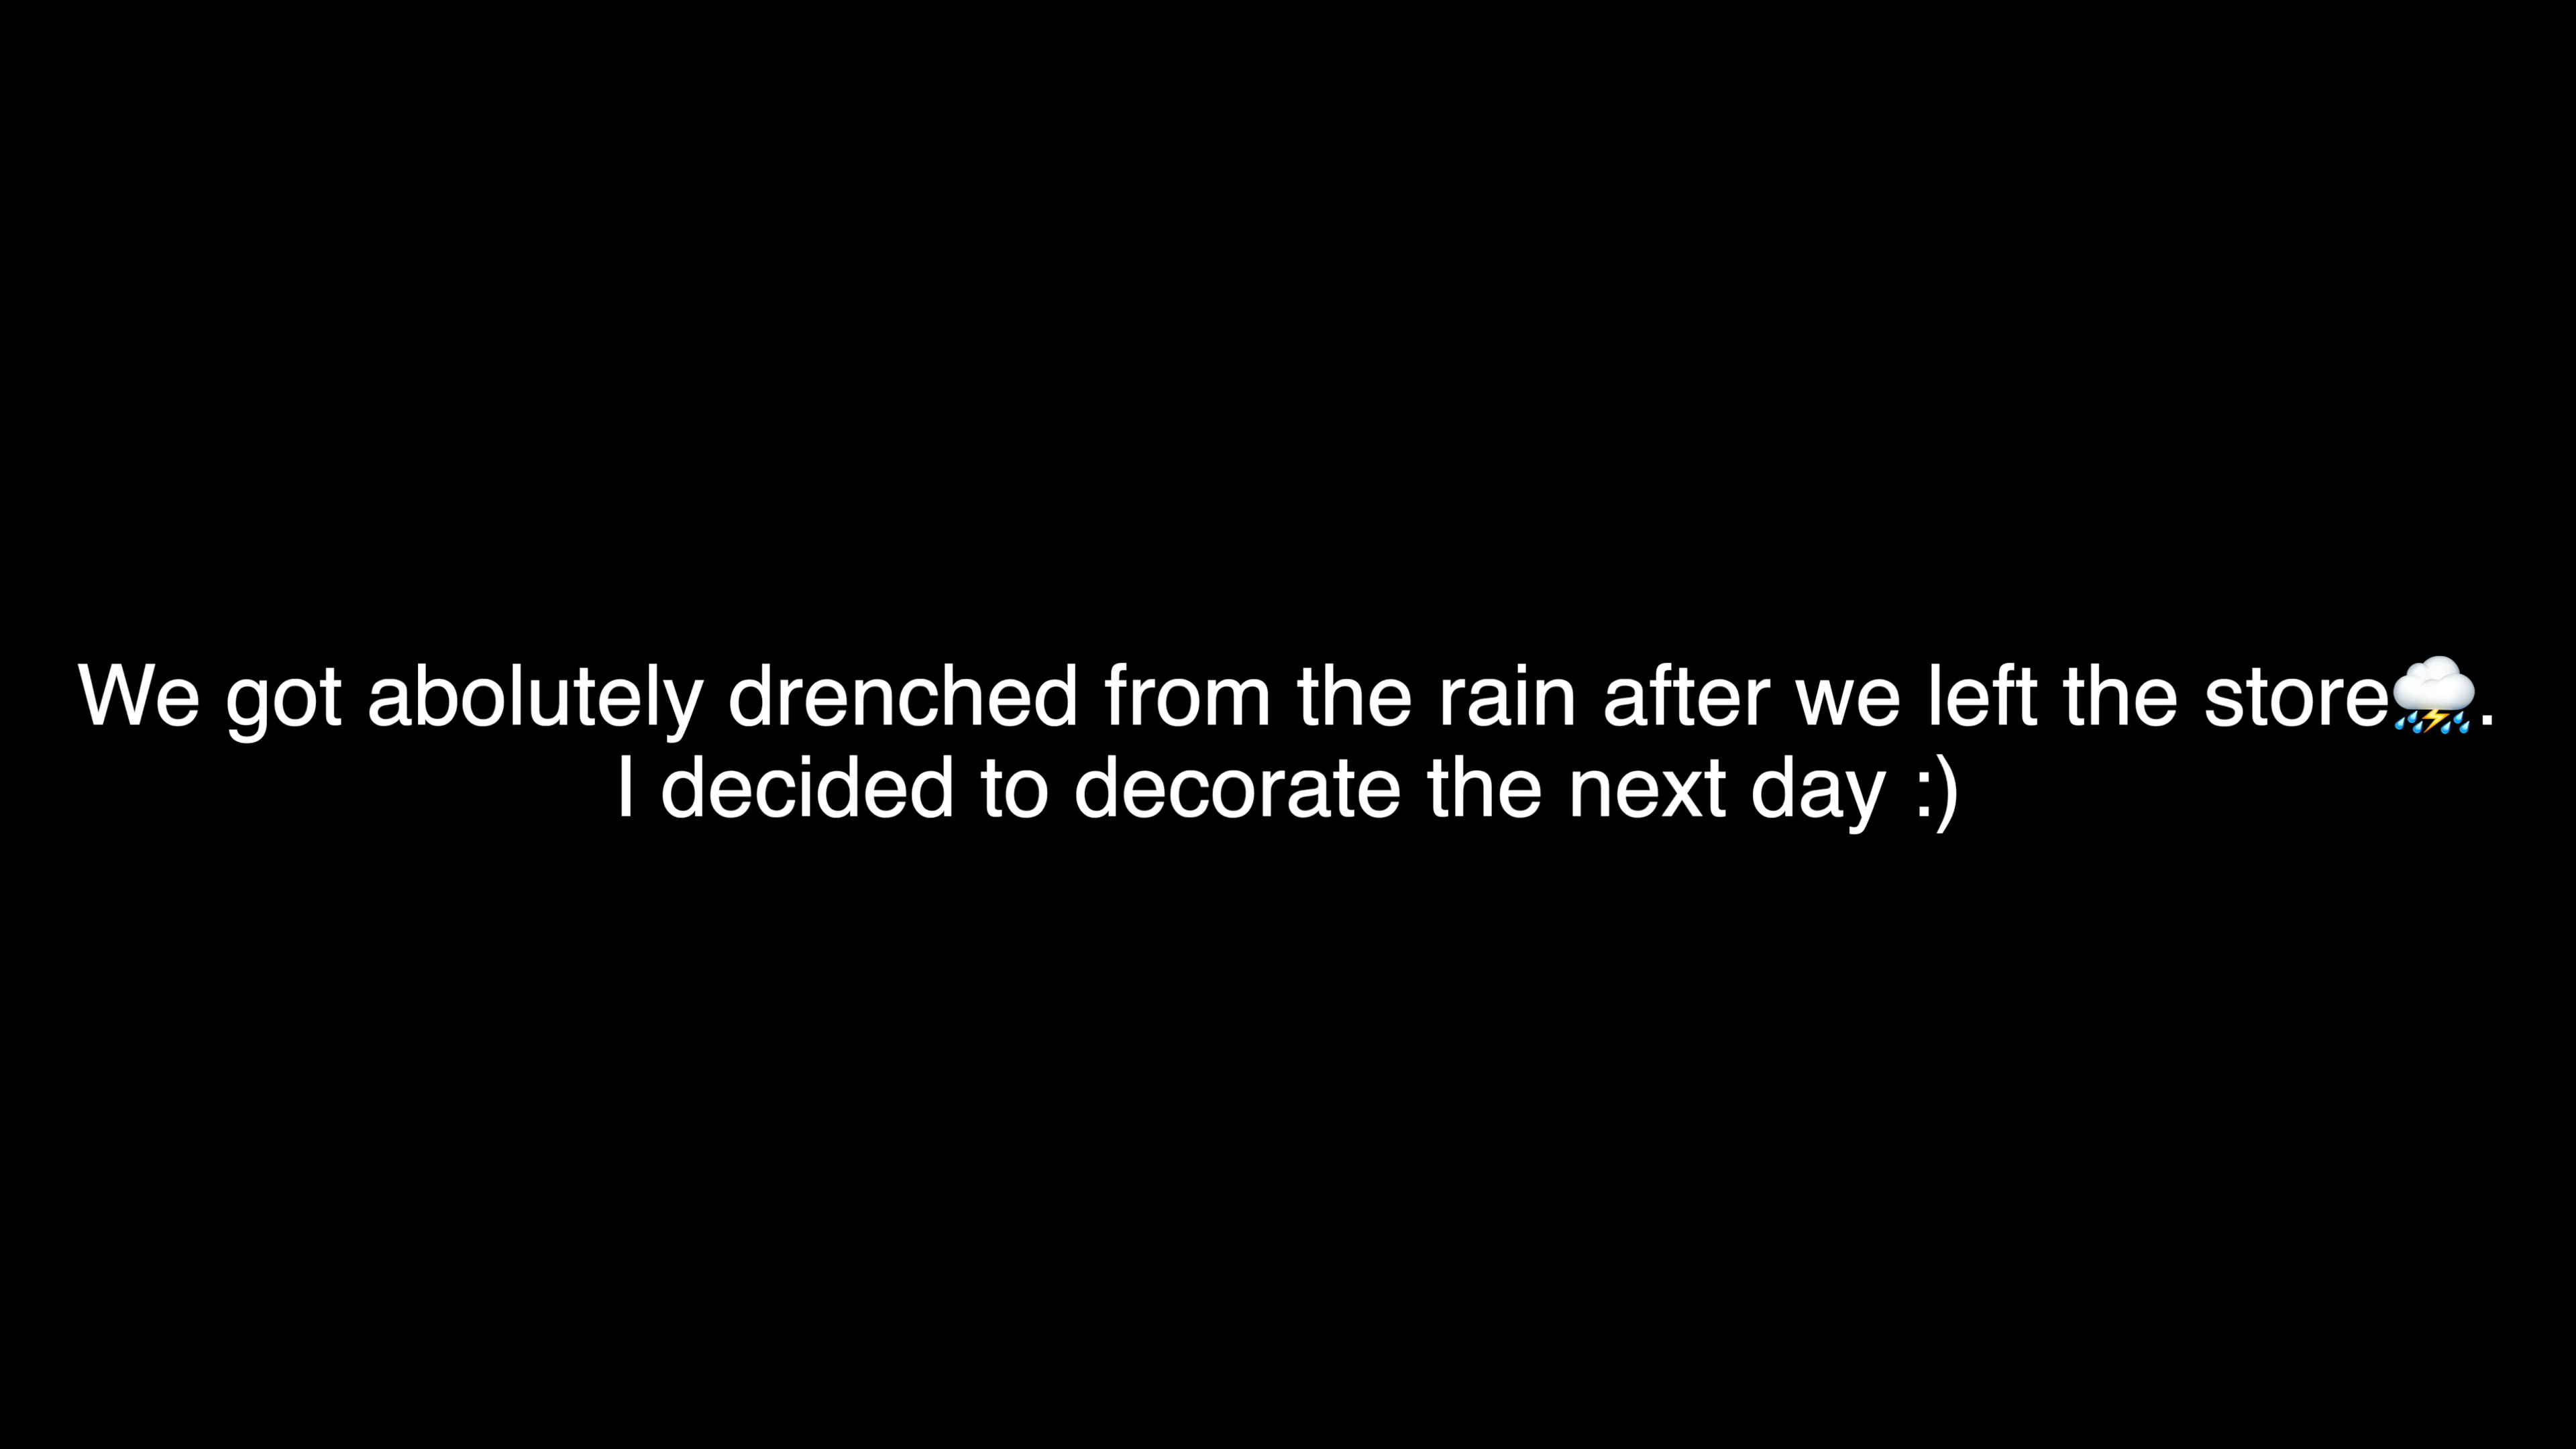 We got abolutely drenched from the rain after we left the store⛈️.
I decided to decorate the next day :)